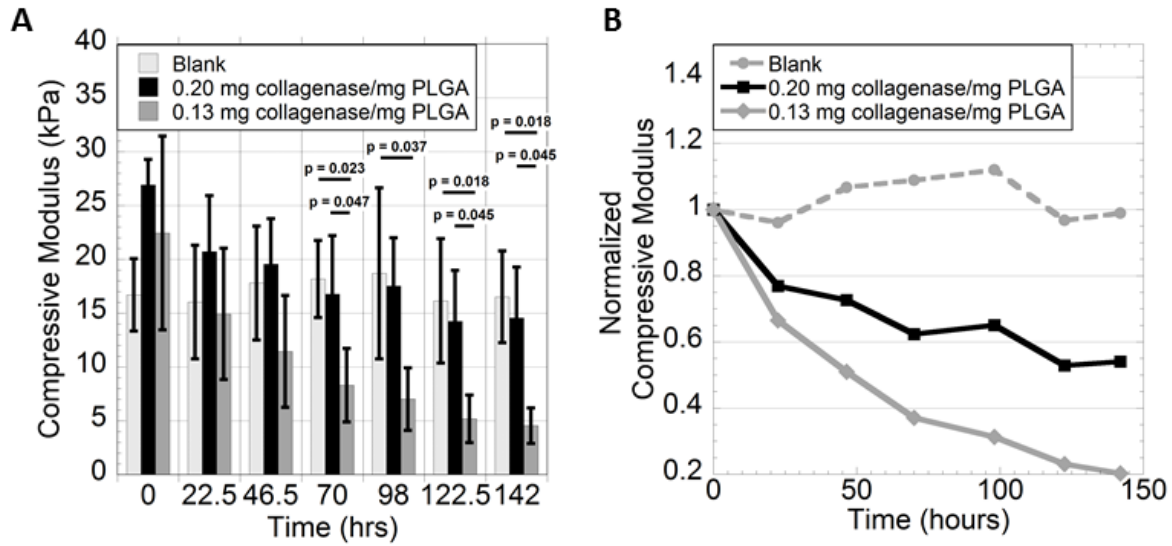 A
Compressive Modulus (kPa)
40
35
30
25
20
15
10
5
0
Blank
0.20 mg collagenase/mg PLGA
0.13 mg collagenase/mg PLGA
p = 0.023
p = 0.047
p = 0.037
p = 0.018
p = 0.045
p = 0.018
p = 0.045
0 22.5 46.5 70 98 122.5 142
Time (hrs)
B
Normalized
Compressive Modulus
1.4
1.2
1
0.8
0.6
0.4
0.2
Blank
0.20 mg collagenase/mg PLGA
0.13 mg collagenase/mg PLGA
0 50 100 150
Time (hours)